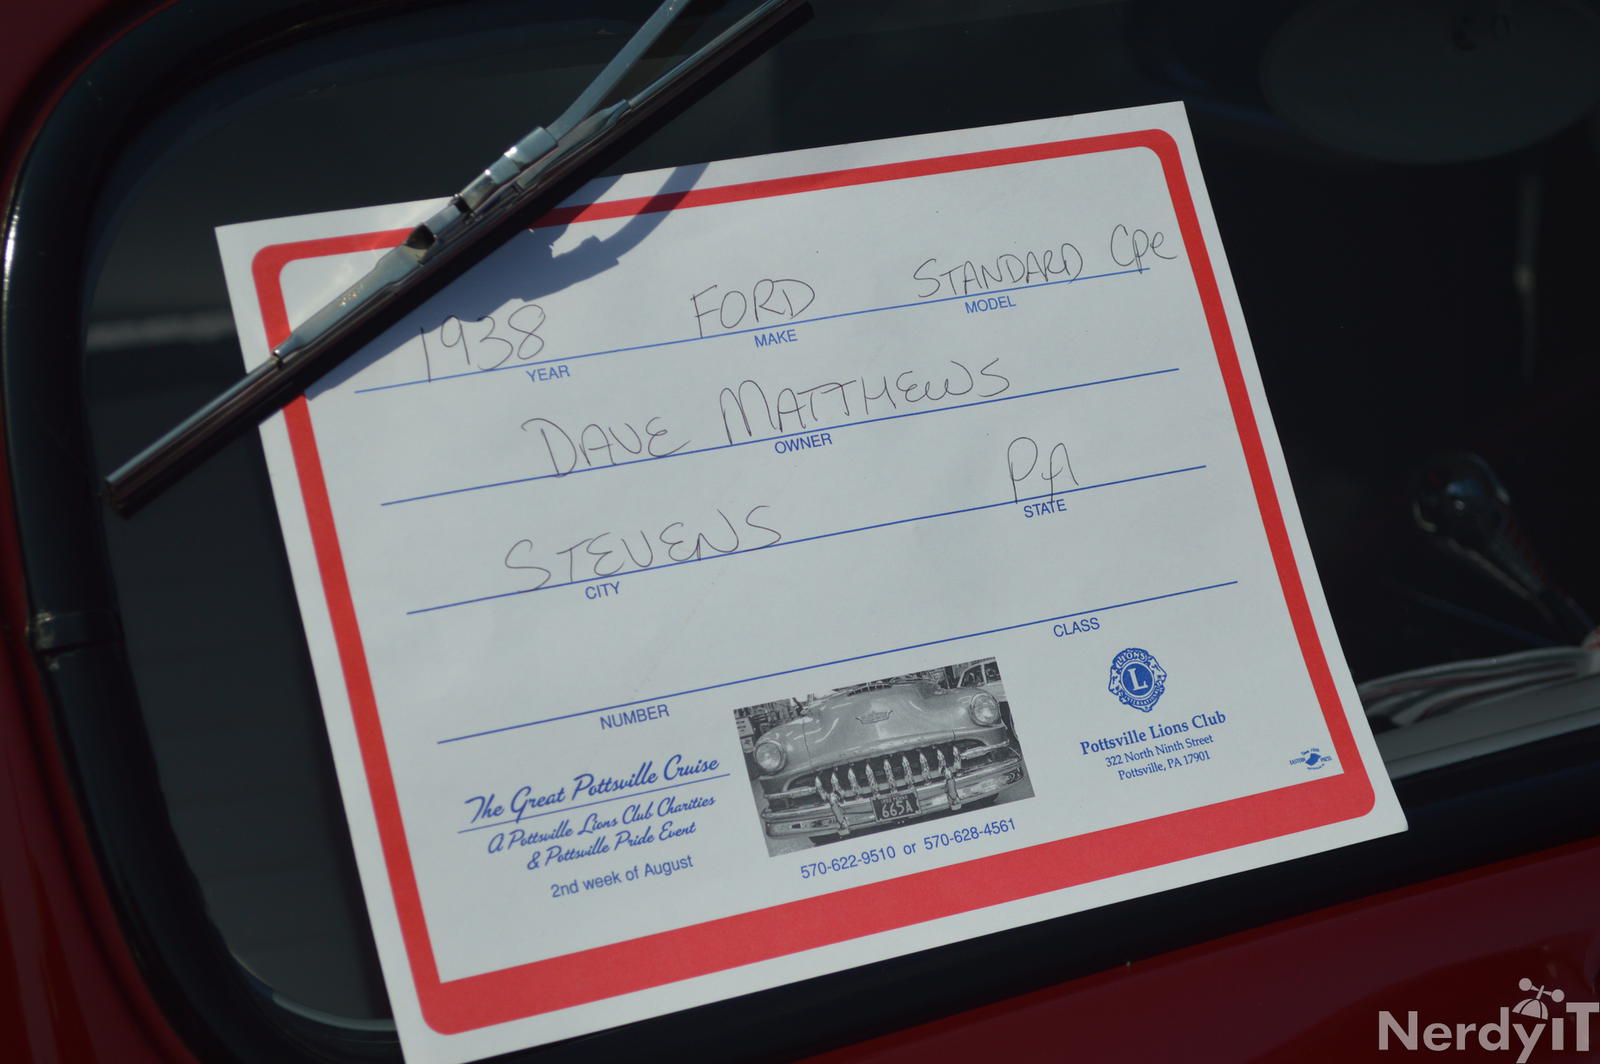 1938 FORD STANDARD Cpe
YEAR MAKE MODEL
DAVE MATTHEWS
OWNER
STEVENS PA
CITY STATE
NUMBER CLASS
The Great Pottsville Cruise
A Pottsville Lions Club Charities
& Pottsville Pride Event
2nd week of August
665A
570-622-9510 or 570-628-4561
LIONS
L
INTERNATIONAL
Pottsville Lions Club
322 North Ninth Street
Pottsville, PA 17901
NerdyiT